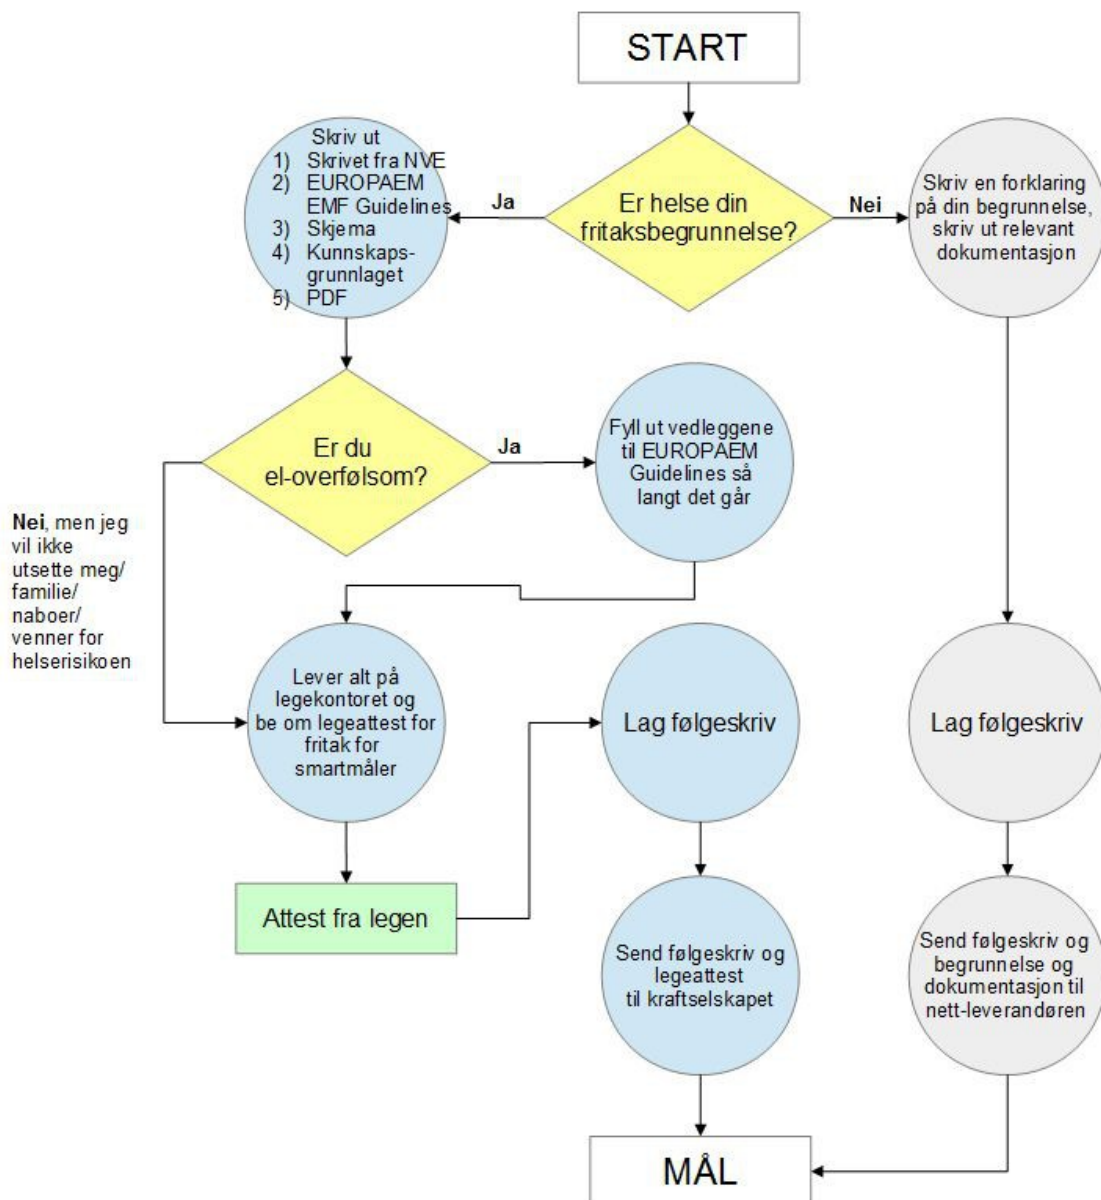 START
Er helse din
fritaksbegrunnelse?
Ja
Nei
Skriv ut
1) Skrivet fra NVE
2) EUROPAEM
EMF Guidelines
3) Skjema
4) Kunnskaps-
grunnlaget
5) PDF
Skriv en forklaring
på din begrunnelse,
skriv ut relevant
dokumentasjon
Er du
el-overfølsom?
Ja
Fyll ut vedleggene
til EUROPAEM
Guidelines så
langt det går
Nei, men jeg
vil ikke
utsette meg/
familie/
naboer/
venner for
helserisikoen
Lever alt på
legekontoret og
be om legeattest for
fritak for
smartmåler
Attest fra legen
Lag følgeskriv
Lag følgeskriv
Send følgeskriv og
legeattest
til kraftselskapet
Send følgeskriv og
begrunnelse og
dokumentasjon til
nett-leverandøren
MÅL